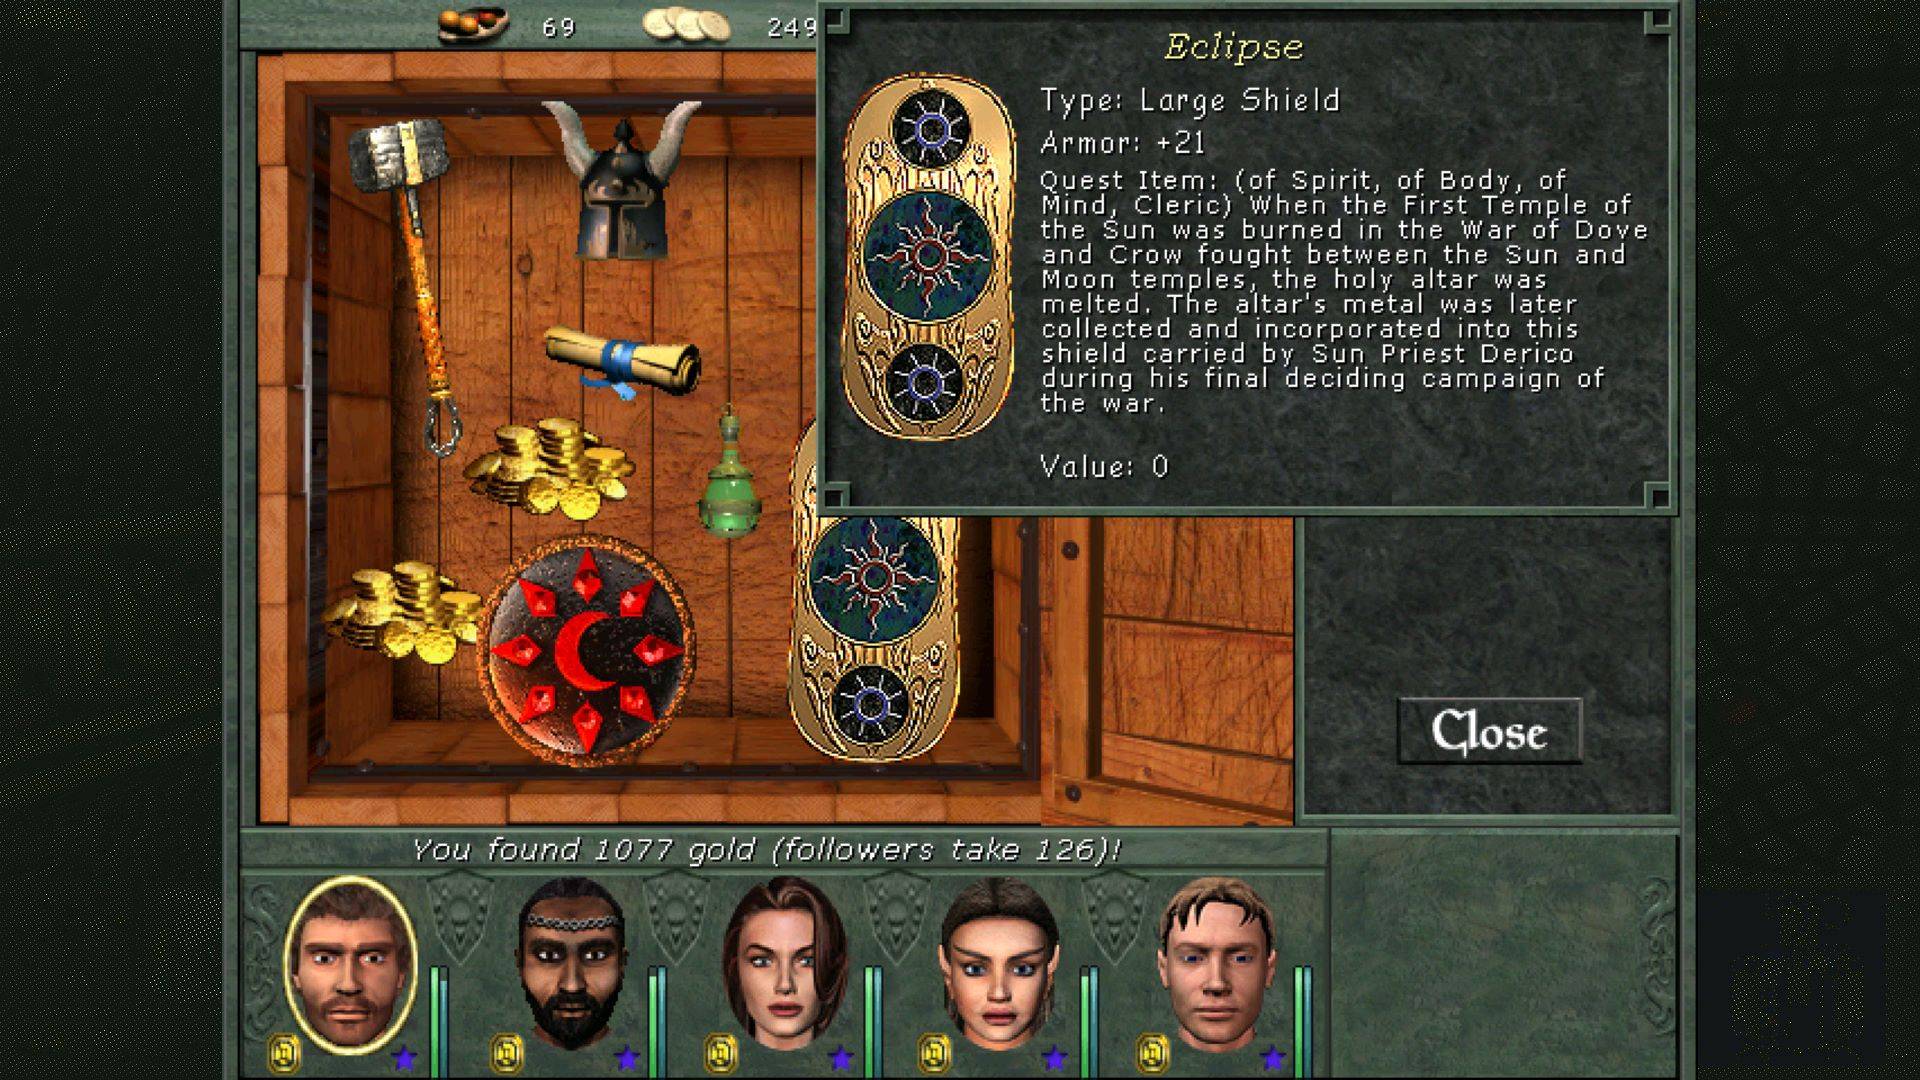 69
249
Eclipse
Type: Large Shield
Armor: +21
Quest Item: (of Spirit, of Body, of
Mind, Cleric) When the First Temple of
the Sun was burned in the War of Dove
and Crow fought between the Sun and
Moon temples, the holy altar was
melted. The altar's metal was later
collected and incorporated into this
shield carried by Sun Priest Derico
during his final deciding campaign of
the war.
Value: 0
Close
You found 1077 gold (followers take 126)!